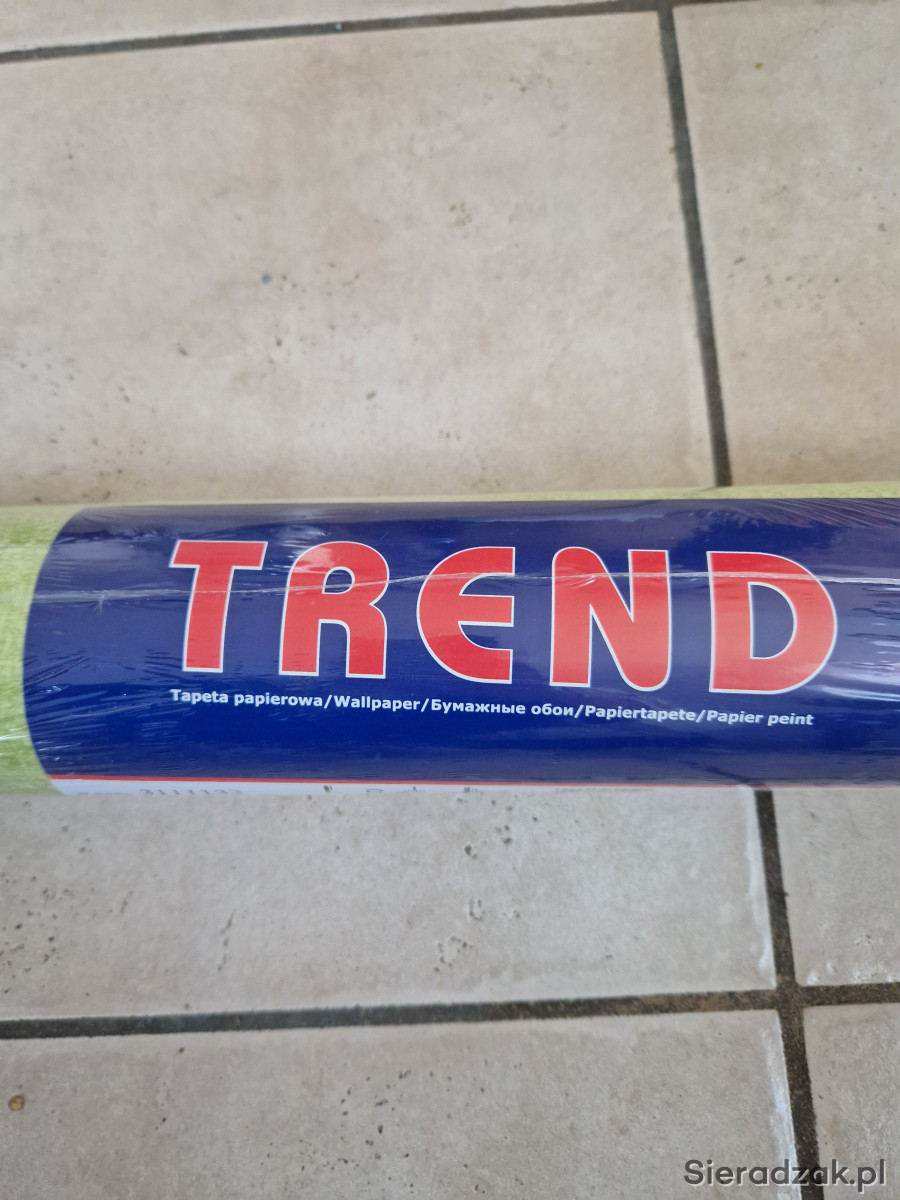 TREND
Tapeta papierowa/Wallpaper/Бумажные обои/Papiertapete/Papier peint
Sieradzak.pl